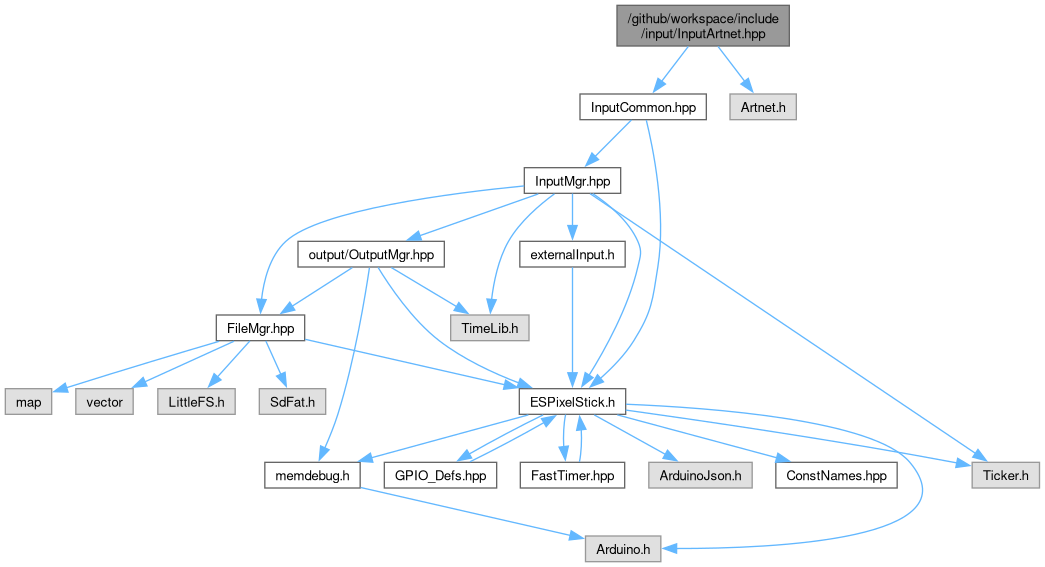 /github/workspace/include
/input/InputArtnet.hpp
InputCommon.hpp
Artnet.h
InputMgr.hpp
output/OutputMgr.hpp
externalInput.h
FileMgr.hpp
TimeLib.h
map
vector
LittleFS.h
SdFat.h
ESPixelStick.h
memdebug.h
GPIO_Defs.hpp
FastTimer.hpp
ArduinoJson.h
ConstNames.hpp
Ticker.h
Arduino.h